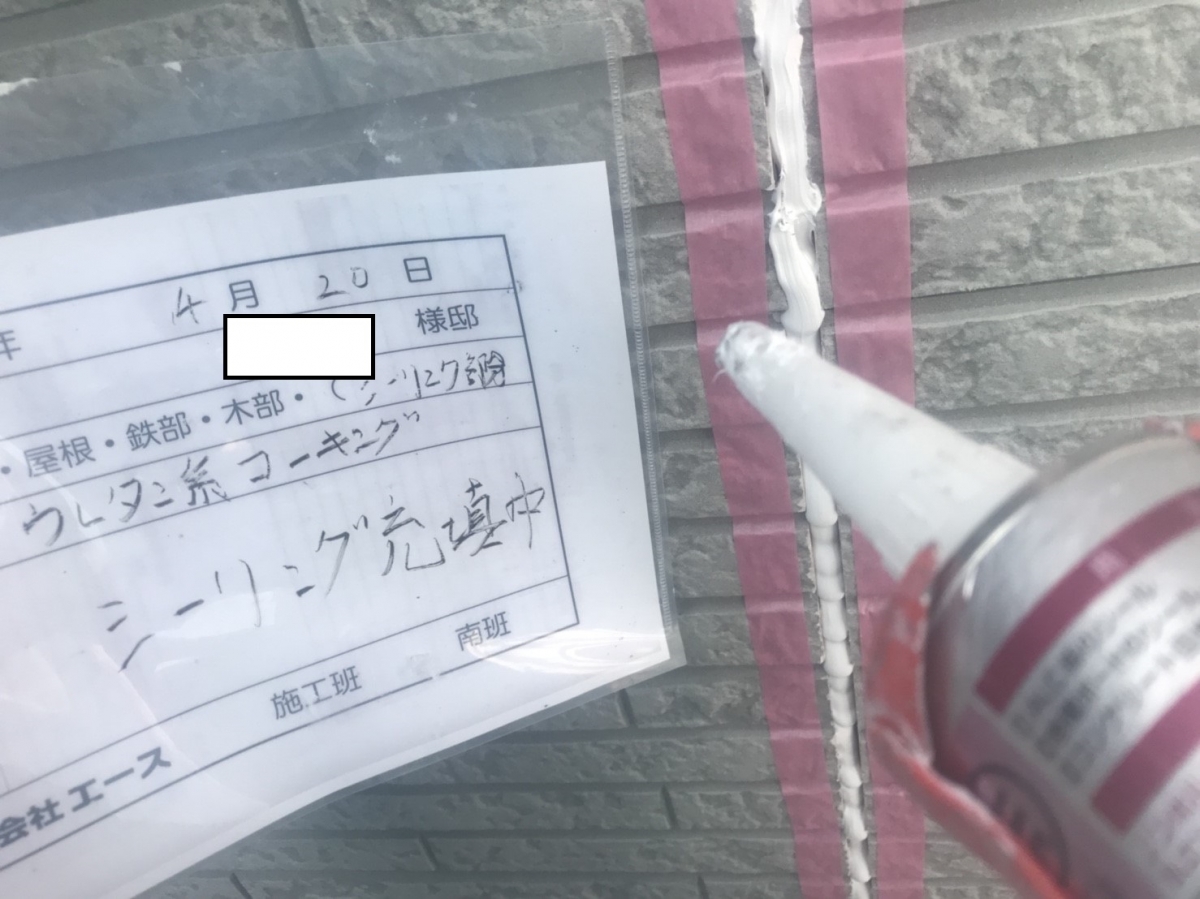 年 4月 20日
様邸
・屋根・鉄部・木部・(シーリング部分
ウレタン系コーキング
シーリング充填中
施工班 南班
会社エース